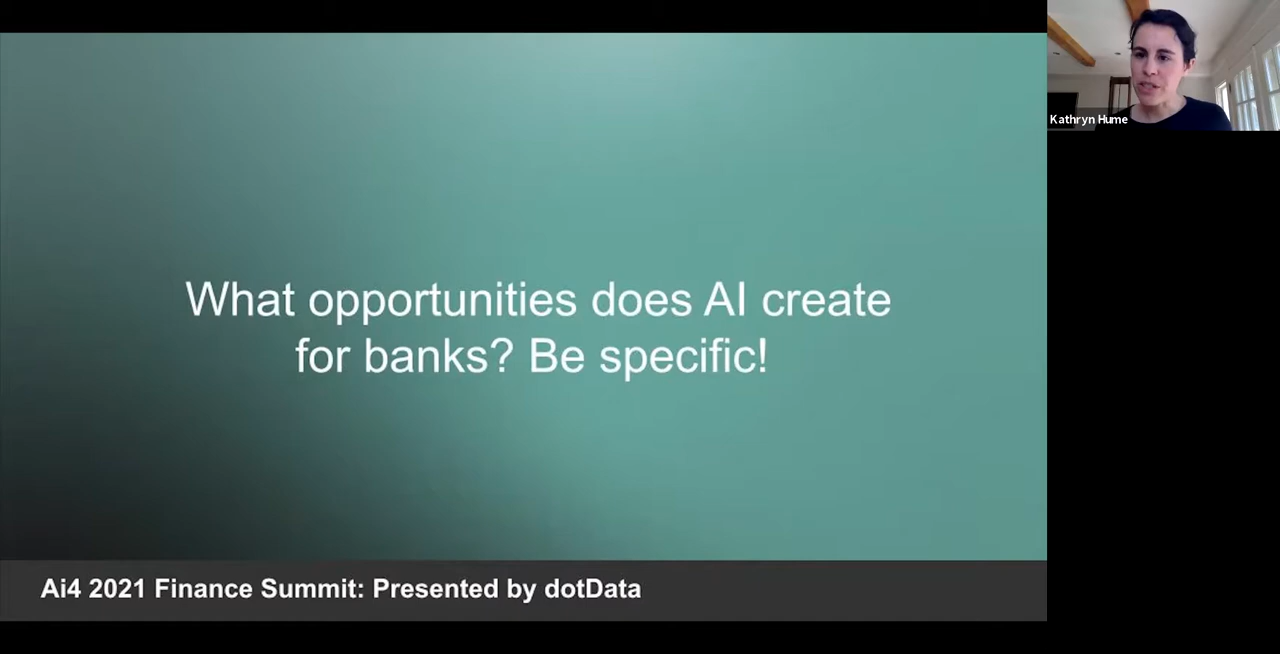 Kathryn Hume
What opportunities does AI create
for banks? Be specific!
Ai4 2021 Finance Summit: Presented by dotData